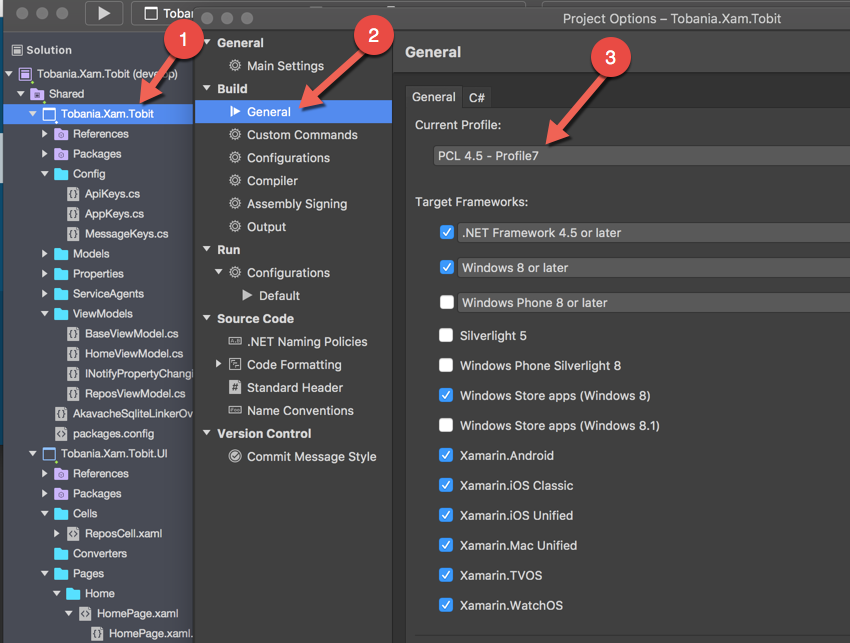 Toba
Project Options – Tobania.Xam.Tobit
1
2
3
Solution
Tobania.Xam.Tobit (develop)
Shared
Tobania.Xam.Tobit
References
Packages
Config
ApiKeys.cs
AppKeys.cs
MessageKeys.cs
Models
Properties
ServiceAgents
ViewModels
BaseViewModel.cs
HomeViewModel.cs
INotifyPropertyChangi
ReposViewModel.cs
AkavacheSqliteLinkerOv
packages.config
Tobania.Xam.Tobit.UI
References
Packages
Cells
ReposCell.xaml
Converters
Pages
Home
HomePage.xaml
HomePage.xaml.
General
Main Settings
Build
General
Custom Commands
Configurations
Compiler
Assembly Signing
Output
Run
Configurations
Default
Source Code
.NET Naming Policies
Code Formatting
# Standard Header
Name Conventions
Version Control
Commit Message Style
General
General C#
Current Profile:
PCL 4.5 - Profile7
Target Frameworks:
.NET Framework 4.5 or later
Windows 8 or later
Windows Phone 8 or later
Silverlight 5
Windows Phone Silverlight 8
Windows Store apps (Windows 8)
Windows Store apps (Windows 8.1)
Xamarin.Android
Xamarin.iOS Classic
Xamarin.iOS Unified
Xamarin.Mac Unified
Xamarin.TVOS
Xamarin.WatchOS